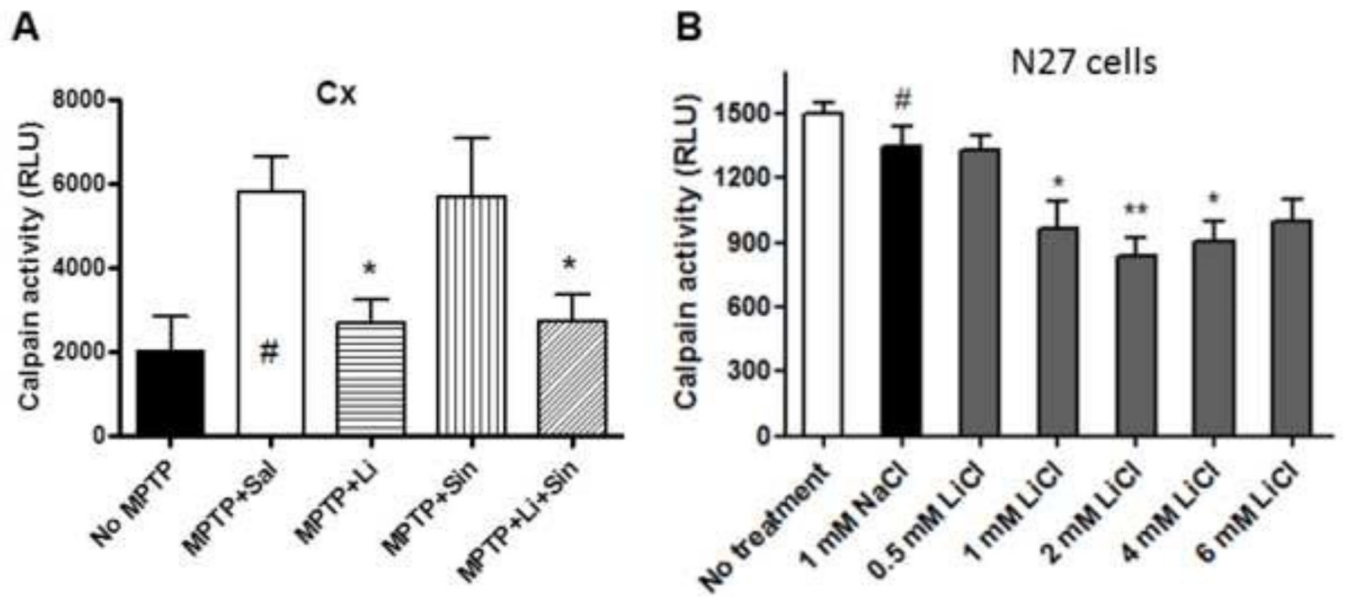 A
Cx
Calpain activity (RLU)
8000
6000
4000
2000
0
#
*
*
No MPTP
MPTP+Sal
MPTP+Li
MPTP+Sin
MPTP+Li+Sin
B
N27 cells
Calpain activity (RLU)
1500
1200
900
600
300
0
#
*
**
*
No treatment
1 mM NaCl
0.5 mM LiCl
1 mM LiCl
2 mM LiCl
4 mM LiCl
6 mM LiCl